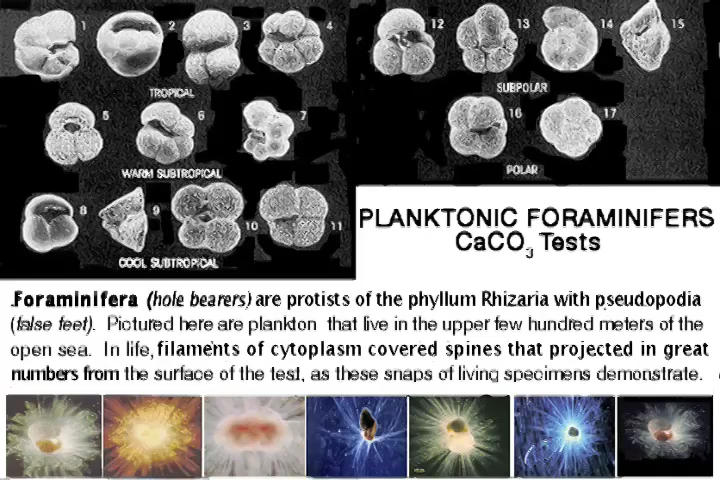 1 2 3 4
TROPICAL
5 6 7
WARM SUBTROPICAL
8 9 10 11
COOL SUBTROPICAL
12 13 14 15
SUBPOLAR
16 17
POLAR
PLANKTONIC FORAMINIFERS
CaCO3 Tests
.Foraminifera (hole bearers) are protists of the phyllum Rhizaria with pseudopodia
(false feet). Pictured here are plankton that live in the upper few hundred meters of the
open sea. In life, filaments of cytoplasm covered spines that projected in great
numbers from the surface of the test, as these snaps of living specimens demonstrate.